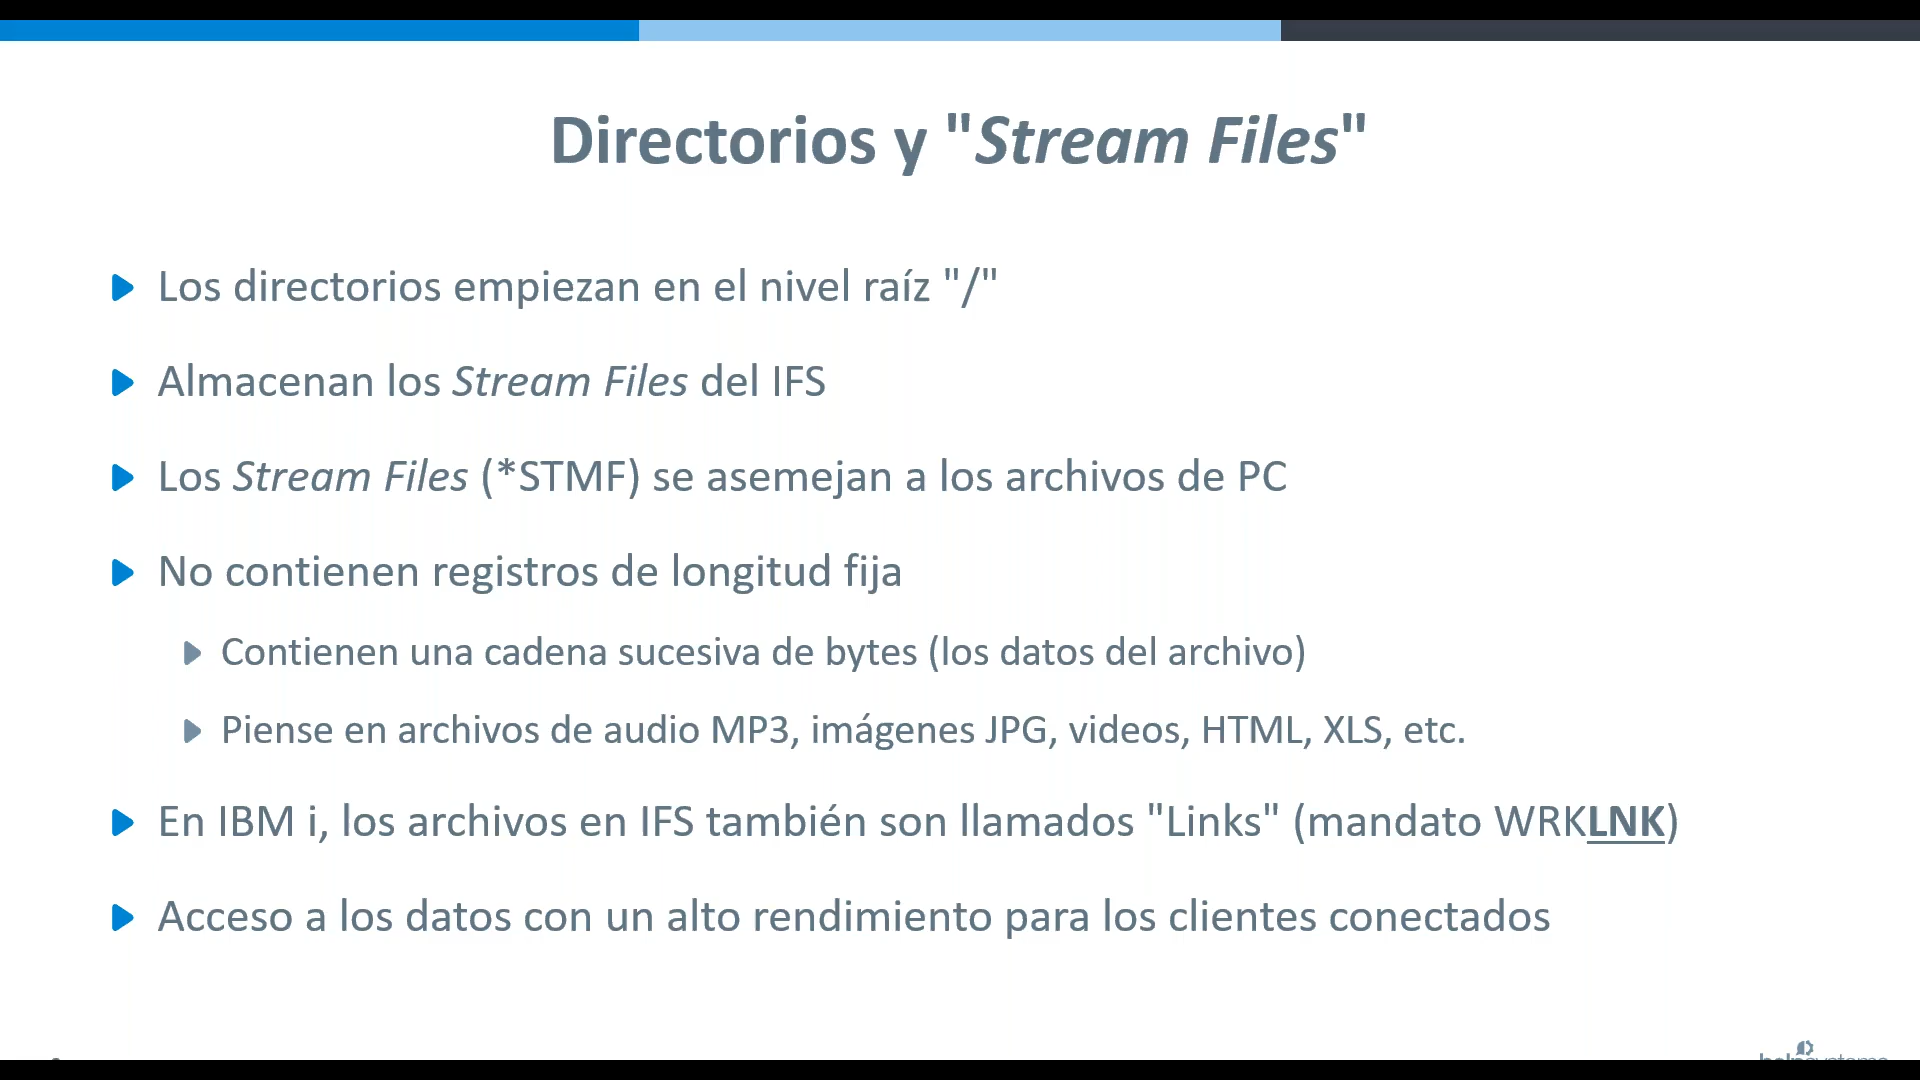 Directorios y "Stream Files"
Los directorios empiezan en el nivel raíz "/"
Almacenan los Stream Files del IFS
Los Stream Files (*STMF) se asemejan a los archivos de PC
No contienen registros de longitud fija
Contienen una cadena sucesiva de bytes (los datos del archivo)
Piense en archivos de audio MP3, imágenes JPG, videos, HTML, XLS, etc.
En IBM i, los archivos en IFS también son llamados "Links" (mandato WRKLNK)
Acceso a los datos con un alto rendimiento para los clientes conectados